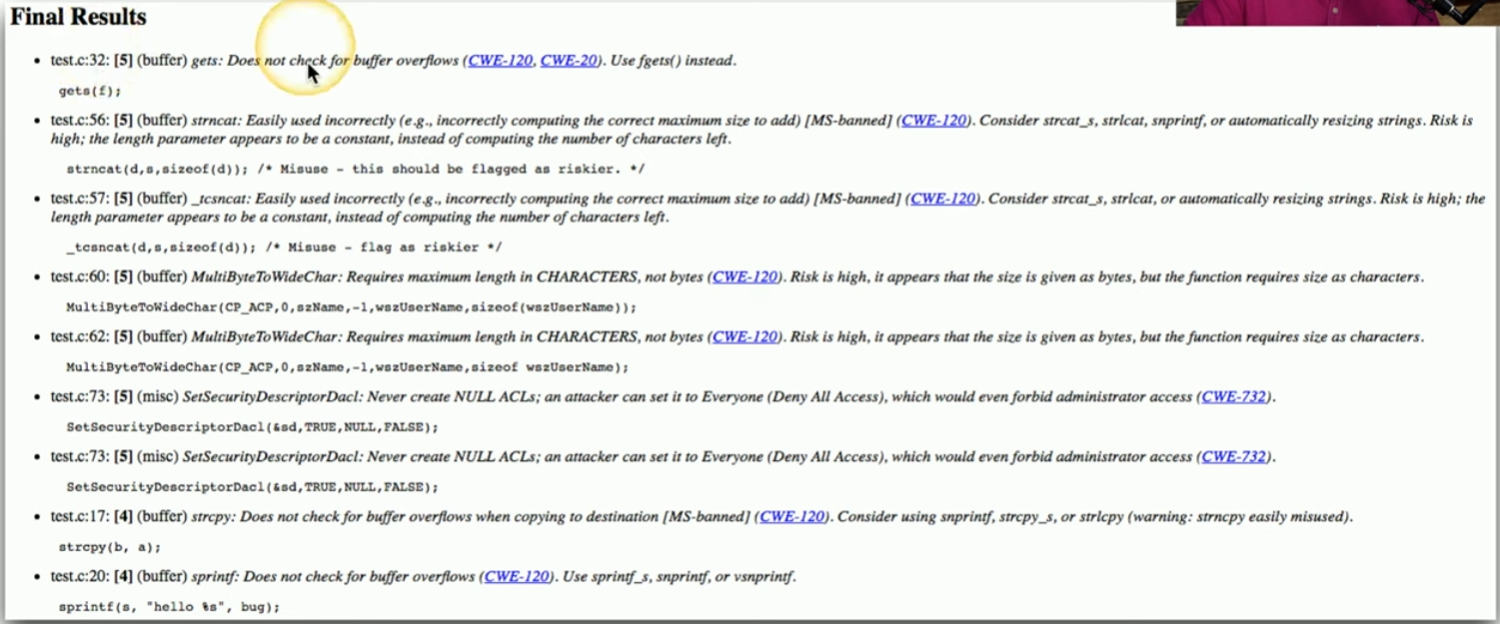 Final Results
• test.c:32: [5] (buffer) gets: Does not check for buffer overflows (CWE-120, CWE-20). Use fgets() instead.
gets(f);
• test.c:56: [5] (buffer) strncat: Easily used incorrectly (e.g., incorrectly computing the correct maximum size to add) [MS-banned] (CWE-120). Consider strcat_s, strlcat, snprintf, or automatically resizing strings. Risk is
high; the length parameter appears to be a constant, instead of computing the number of characters left.
strncat(d,s,sizeof(d)); /* Misuse - this should be flagged as riskier. */
• test.c:57: [5] (buffer) _tcsncat: Easily used incorrectly (e.g., incorrectly computing the correct maximum size to add) [MS-banned] (CWE-120). Consider strcat_s, strlcat, or automatically resizing strings. Risk is high; the
length parameter appears to be a constant, instead of computing the number of characters left.
_tcsncat(d,s,sizeof(d)); /* Misuse - flag as riskier */
• test.c:60: [5] (buffer) MultiByteToWideChar: Requires maximum length in CHARACTERS, not bytes (CWE-120). Risk is high, it appears that the size is given as bytes, but the function requires size as characters.
MultiByteToWideChar(CP_ACP,0,szName,-1,wszUserName,sizeof(wszUserName));
• test.c:62: [5] (buffer) MultiByteToWideChar: Requires maximum length in CHARACTERS, not bytes (CWE-120). Risk is high, it appears that the size is given as bytes, but the function requires size as characters.
MultiByteToWideChar(CP_ACP,0,szName,-1,wszUserName,sizeof wszUserName);
• test.c:73: [5] (misc) SetSecurityDescriptorDacl: Never create NULL ACLs; an attacker can set it to Everyone (Deny All Access), which would even forbid administrator access (CWE-732).
SetSecurityDescriptorDacl(&sd,TRUE,NULL,FALSE);
• test.c:73: [5] (misc) SetSecurityDescriptorDacl: Never create NULL ACLs; an attacker can set it to Everyone (Deny All Access), which would even forbid administrator access (CWE-732).
SetSecurityDescriptorDacl(&sd,TRUE,NULL,FALSE);
• test.c:17: [4] (buffer) strcpy: Does not check for buffer overflows when copying to destination [MS-banned] (CWE-120). Consider using snprintf, strcpy_s, or strlcpy (warning: strncpy easily misused).
strcpy(b, a);
• test.c:20: [4] (buffer) sprintf: Does not check for buffer overflows (CWE-120). Use sprintf_s, snprintf, or vsnprintf.
sprintf(s, "hello %s", bug);